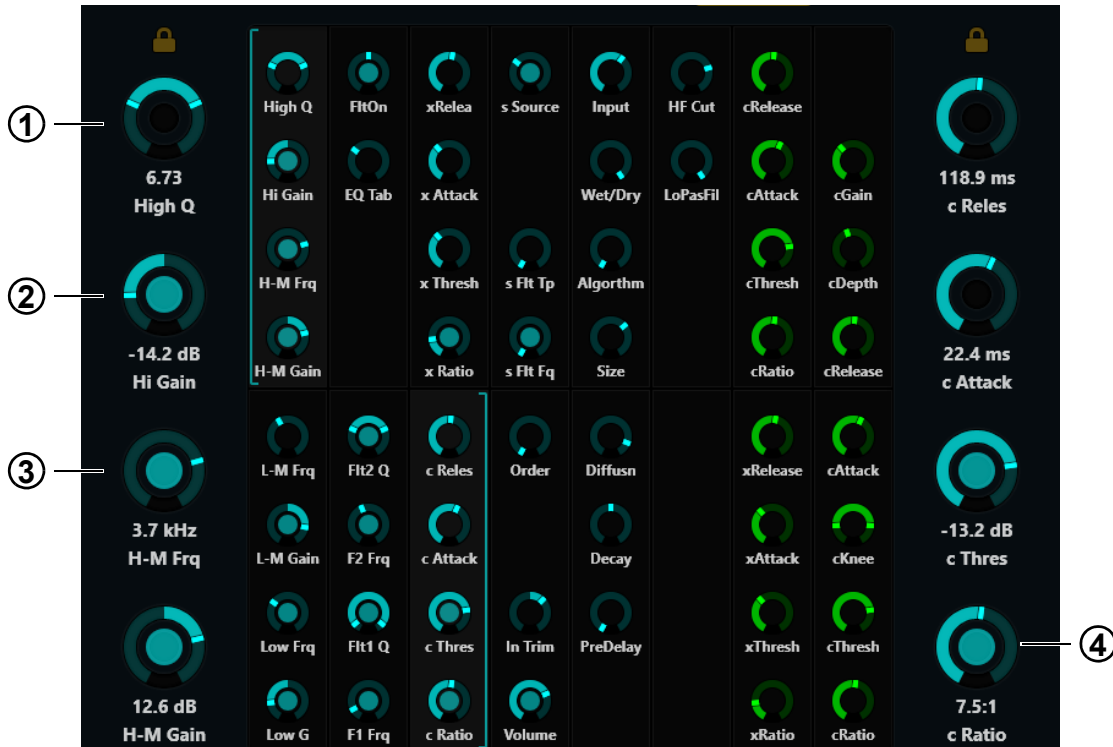 High Q FltOn xRelea s Source Input HF Cut cRelease
1
6.73 118.9 ms
High Q c Reles
Hi Gain EQ Tab x Attack Wet/Dry LoPasFil cAttack cGain
2
H-M Frq x Thresh s Flt Tp Algorthm cThresh cDepth
-14.2 dB 22.4 ms
Hi Gain c Attack
H-M Gain x Ratio s Flt Fq Size cRatio cRelease
3
L-M Frq Flt2 Q c Reles Order Diffusn xRelease cAttack
3.7 kHz -13.2 dB
H-M Frq c Thres
L-M Gain F2 Frq c Attack Decay xAttack cKnee
4
Low Frq Flt1 Q c Thres In Trim PreDelay xThresh cThresh
12.6 dB 7.5:1
H-M Gain c Ratio
Low G F1 Frq c Ratio Volume xRatio cRatio